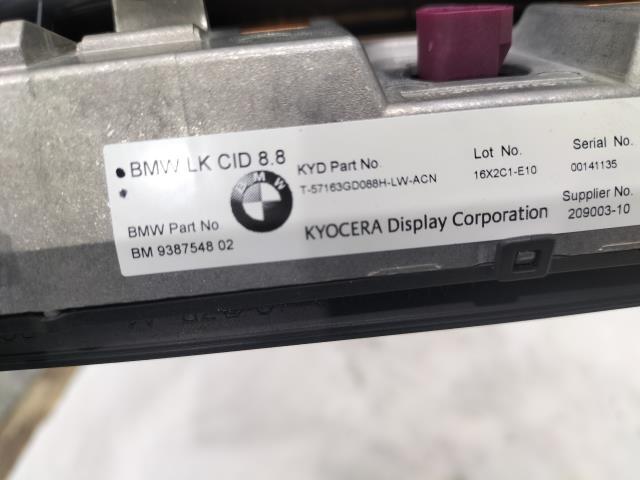 BMW LK CID 8.8
BMW Part No
BM 9387548 02
BMW
KYD Part No.
T-57163GD088H-LW-ACN
KYOCERA Display Corporation
Lot No.
16X2C1-E10
Serial No.
00141135
Supplier No.
209003-10